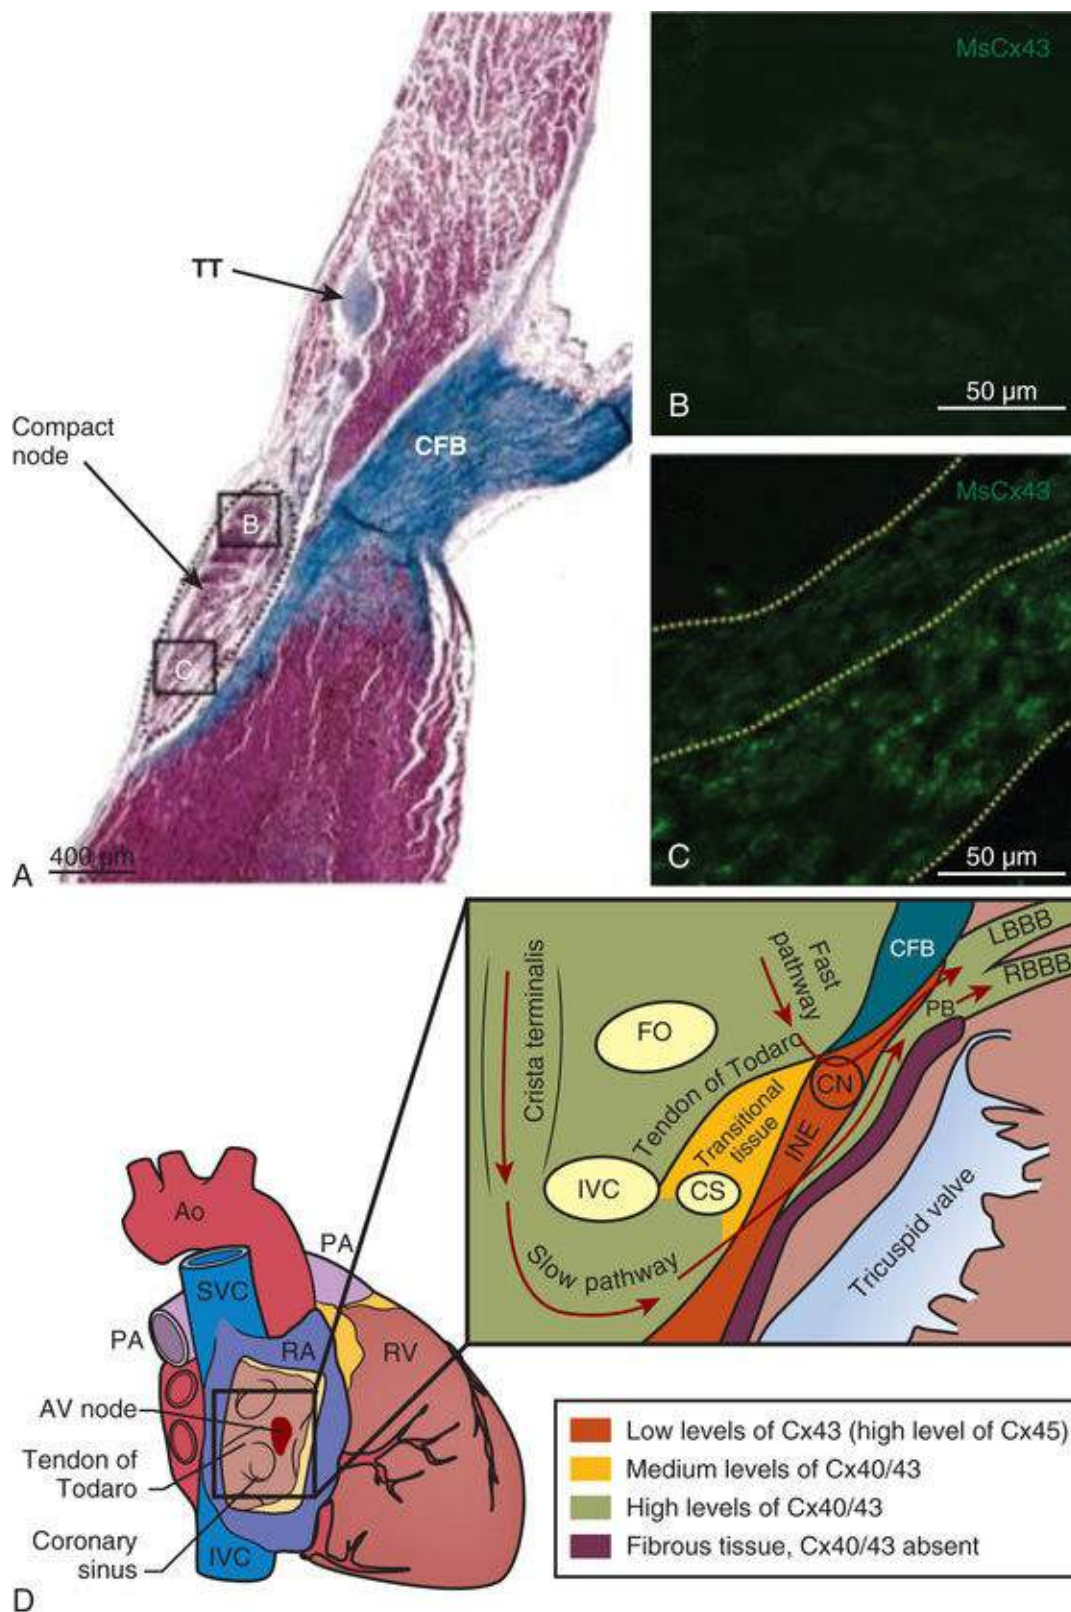 MsCx43
TT
50 µm
B
Compact
node
CFB
MsCx43
B
C
A
400 µm
C
50 µm
CFB
LBBB
RBBB
Fast
pathway
Crista terminalis
FO
PB
Tendon of Todaro
CN
Transitional
tissue
INE
IVC
CS
Tricuspid valve
Slow pathway
Ao
PA
SVC
PA
RA
RV
AV node
Tendon of
Todaro
Coronary
sinus
IVC
D
Low levels of Cx43 (high level of Cx45)
Medium levels of Cx40/43
High levels of Cx40/43
Fibrous tissue, Cx40/43 absent